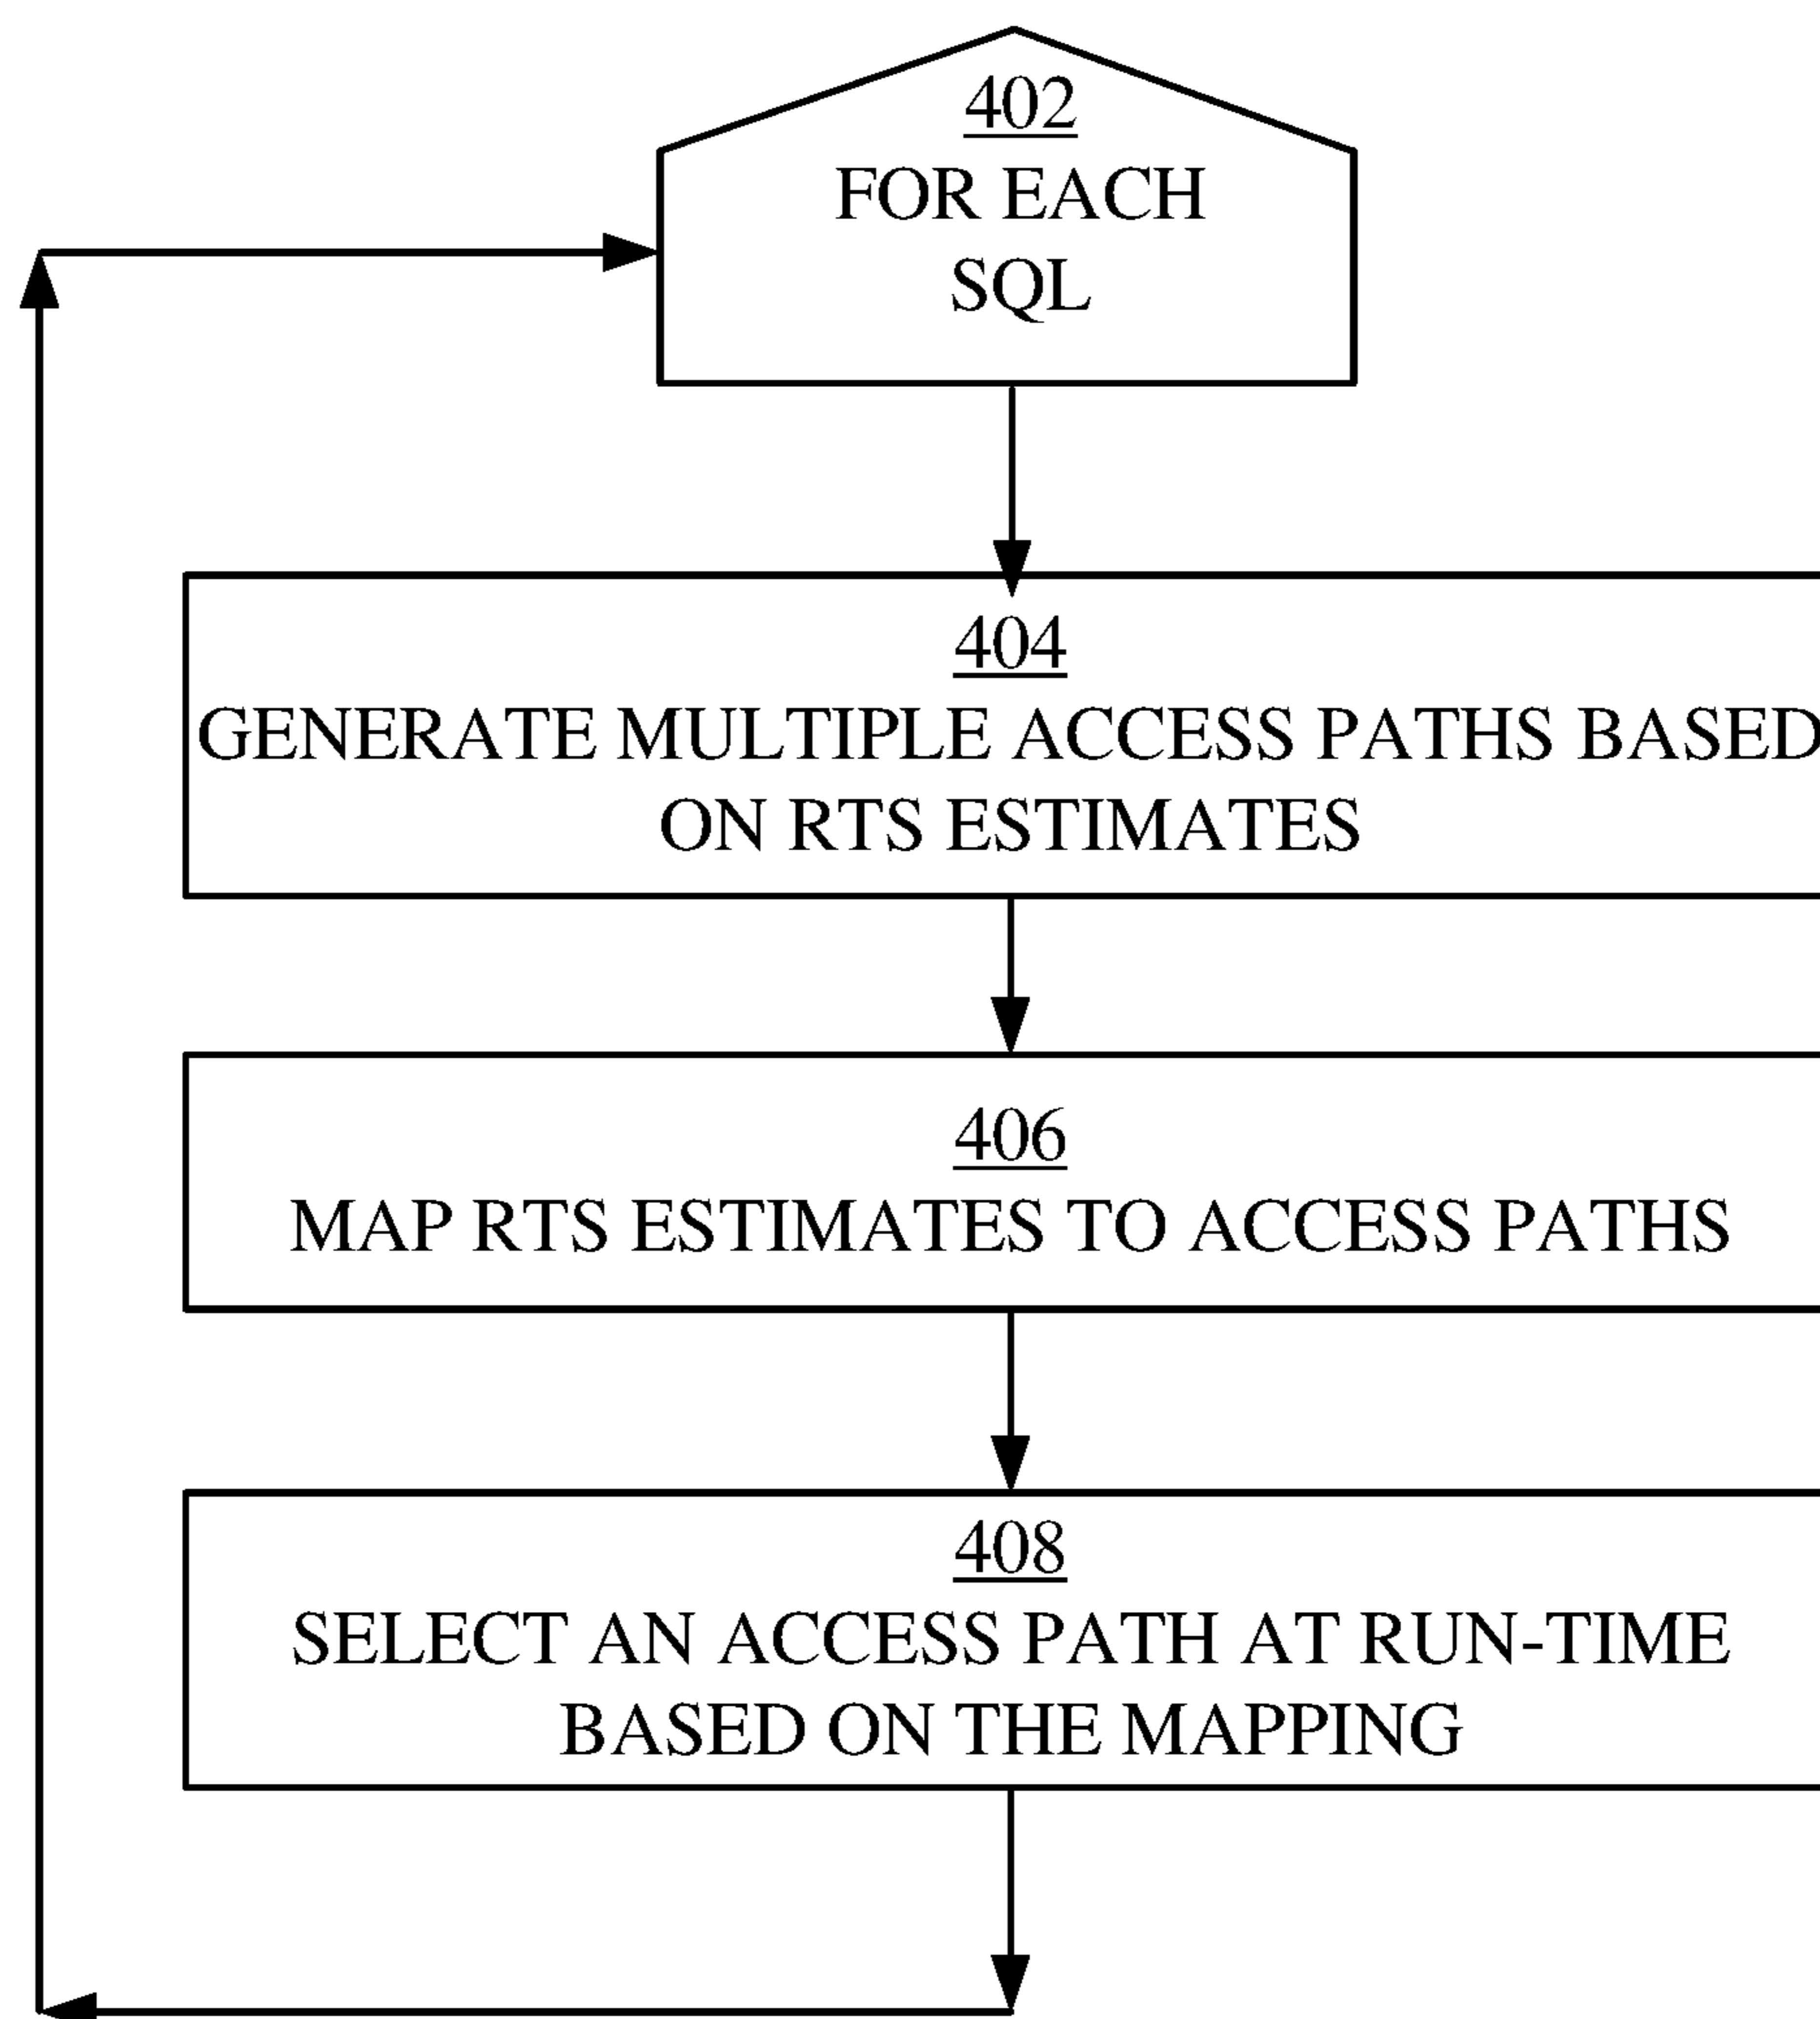 402
FOR EACH
SQL
404
GENERATE MULTIPLE ACCESS PATHS BASED
ON RTS ESTIMATES
406
MAP RTS ESTIMATES TO ACCESS PATHS
408
SELECT AN ACCESS PATH AT RUN-TIME
BASED ON THE MAPPING